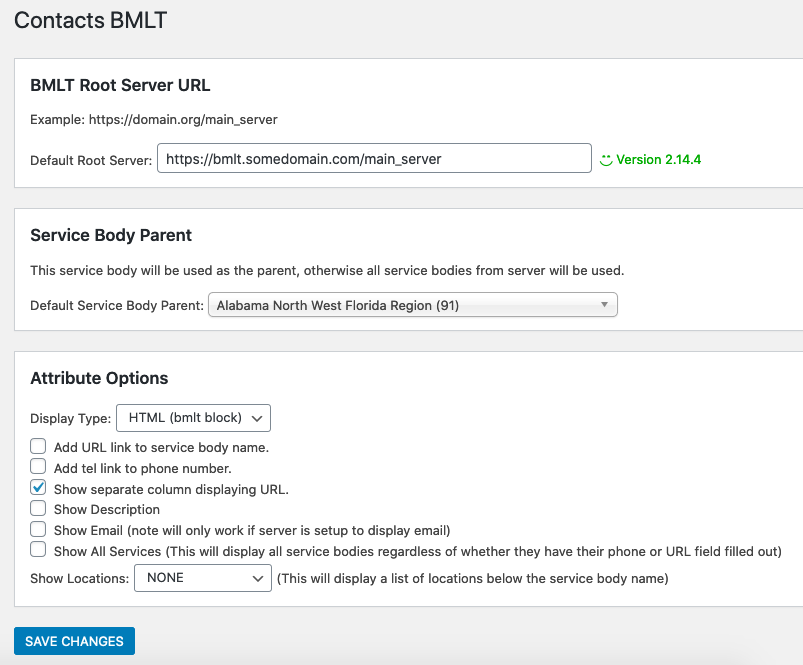 Contacts BMLT
BMLT Root Server URL
Example: https://domain.org/main_server
Default Root Server: https://bmlt.somedomain.com/main_server Version 2.14.4
Service Body Parent
This service body will be used as the parent, otherwise all service bodies from server will be used.
Default Service Body Parent: Alabama North West Florida Region (91)
Attribute Options
Display Type: HTML (bmlt block)
Add URL link to service body name.
Add tel link to phone number.
Show separate column displaying URL.
Show Description
Show Email (note will only work if server is setup to display email)
Show All Services (This will display all service bodies regardless of whether they have their phone or URL field filled out)
Show Locations: NONE (This will display a list of locations below the service body name)
SAVE CHANGES